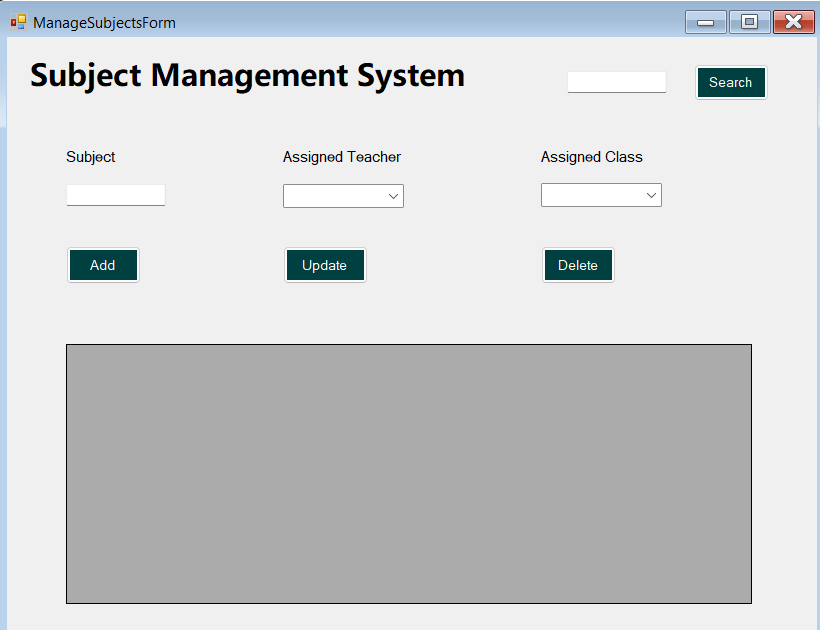 ManageSubjectsForm
Subject Management System
Search
Subject
Assigned Teacher
Assigned Class
Add
Update
Delete